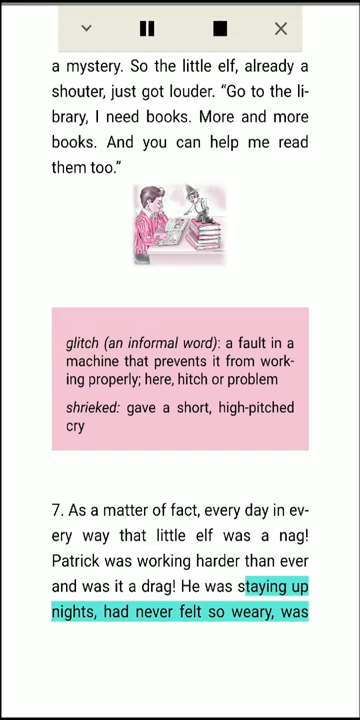 a mystery. So the little elf, already a
shouter, just got louder. “Go to the li-
brary, I need books. More and more
books. And you can help me read
them too.”
glitch (an informal word): a fault in a
machine that prevents it from work-
ing properly; here, hitch or problem
shrieked: gave a short, high-pitched
cry
7. As a matter of fact, every day in ev-
ery way that little elf was a nag!
Patrick was working harder than ever
and was it a drag! He was staying up
nights, had never felt so weary, was